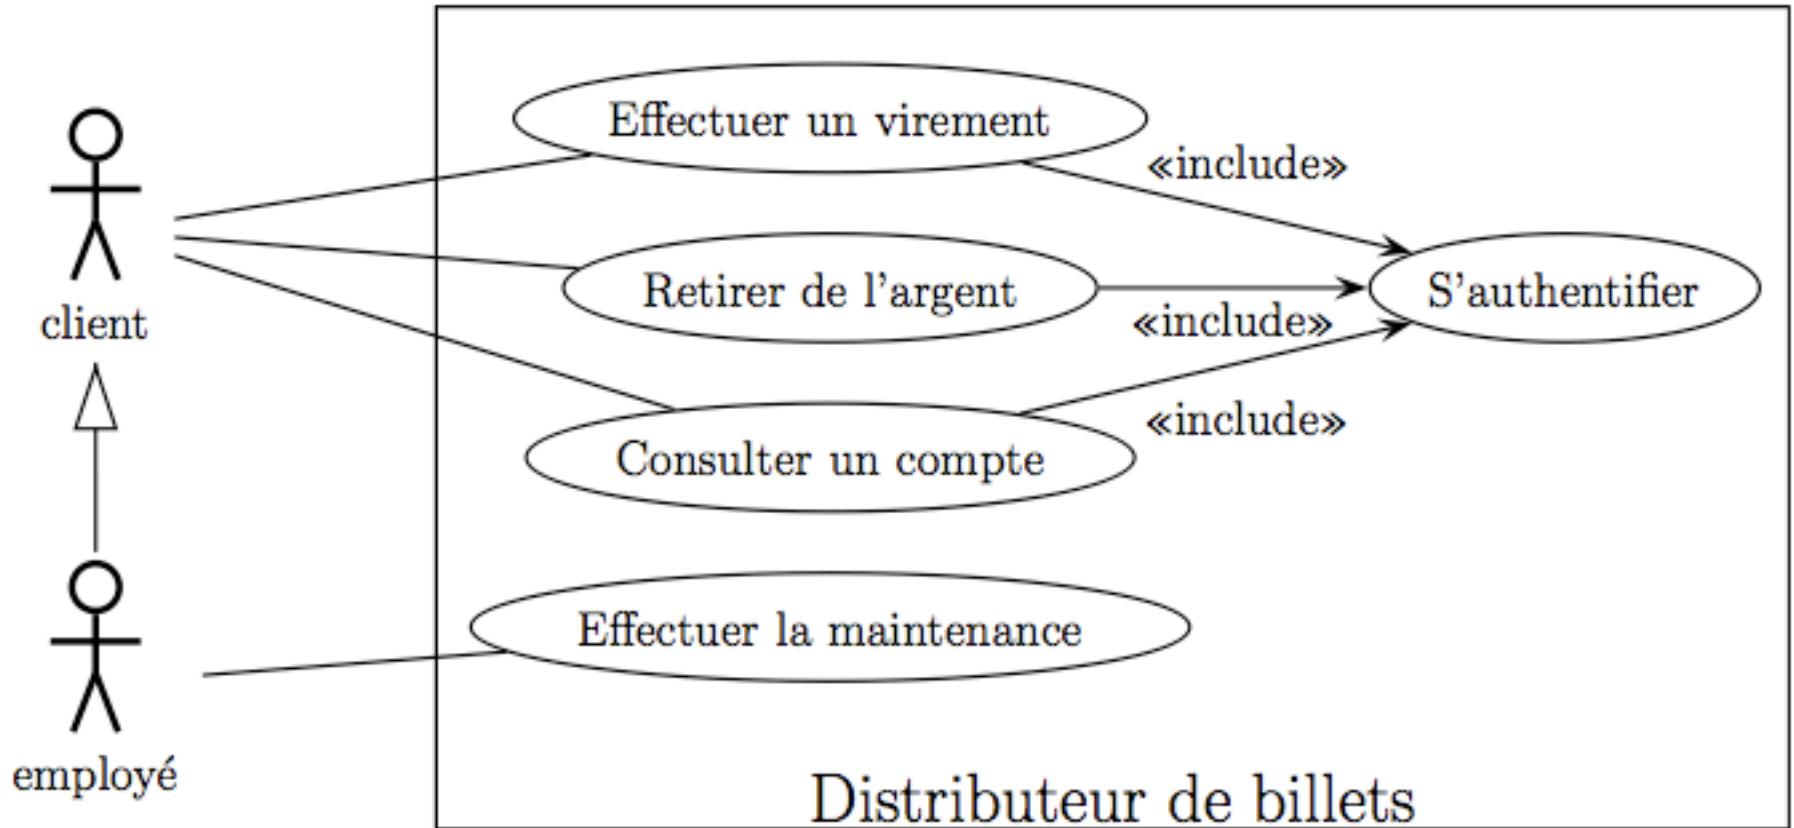 Effectuer un virement
«include»
Retirer de l'argent
S'authentifier
«include»
client
«include»
Consulter un compte
Effectuer la maintenance
employé
Distributeur de billets